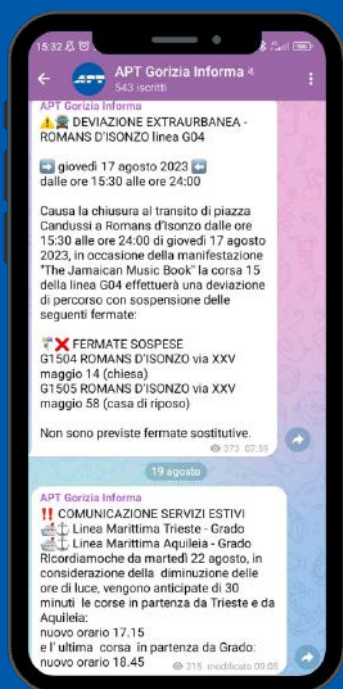 15:32
APT
APT Gorizia Informa
543 iscritti
APT Gorizia Informa
DEVIAZIONE EXTRAURBANA -
ROMANS D'ISONZO linea G04
giovedì 17 agosto 2023
dalle ore 15:30 alle ore 24:00
Causa la chiusura al transito di piazza
Candussi a Romans d'Isonzo dalle ore
15:30 alle ore 24:00 di giovedì 17 agosto
2023, in occasione della manifestazione
"The Jamaican Music Book" la corsa 15
della linea G04 effettuerà una deviazione
di percorso con sospensione delle
seguenti fermate:
FERMATE SOSPESE
G1504 ROMANS D'ISONZO via XXV
maggio 14 (chiesa)
G1505 ROMANS D'ISONZO via XXV
maggio 58 (casa di riposo)
Non sono previste fermate sostitutive.
373 07:59
19 agosto
APT Gorizia Informa
!! COMUNICAZIONE SERVIZI ESTIVI
Linea Marittima Trieste - Grado
Linea Marittima Aquileia - Grado
RIcordiamoche da martedì 22 agosto, in
considerazione della diminuzione delle
ore di luce, vengono anticipate di 30
minuti le corse in partenza da Trieste e da
Aquileia:
nuovo orario 17.15
e l' ultima corsa in partenza da Grado:
nuovo orario 18.45
215 modificato 09:05